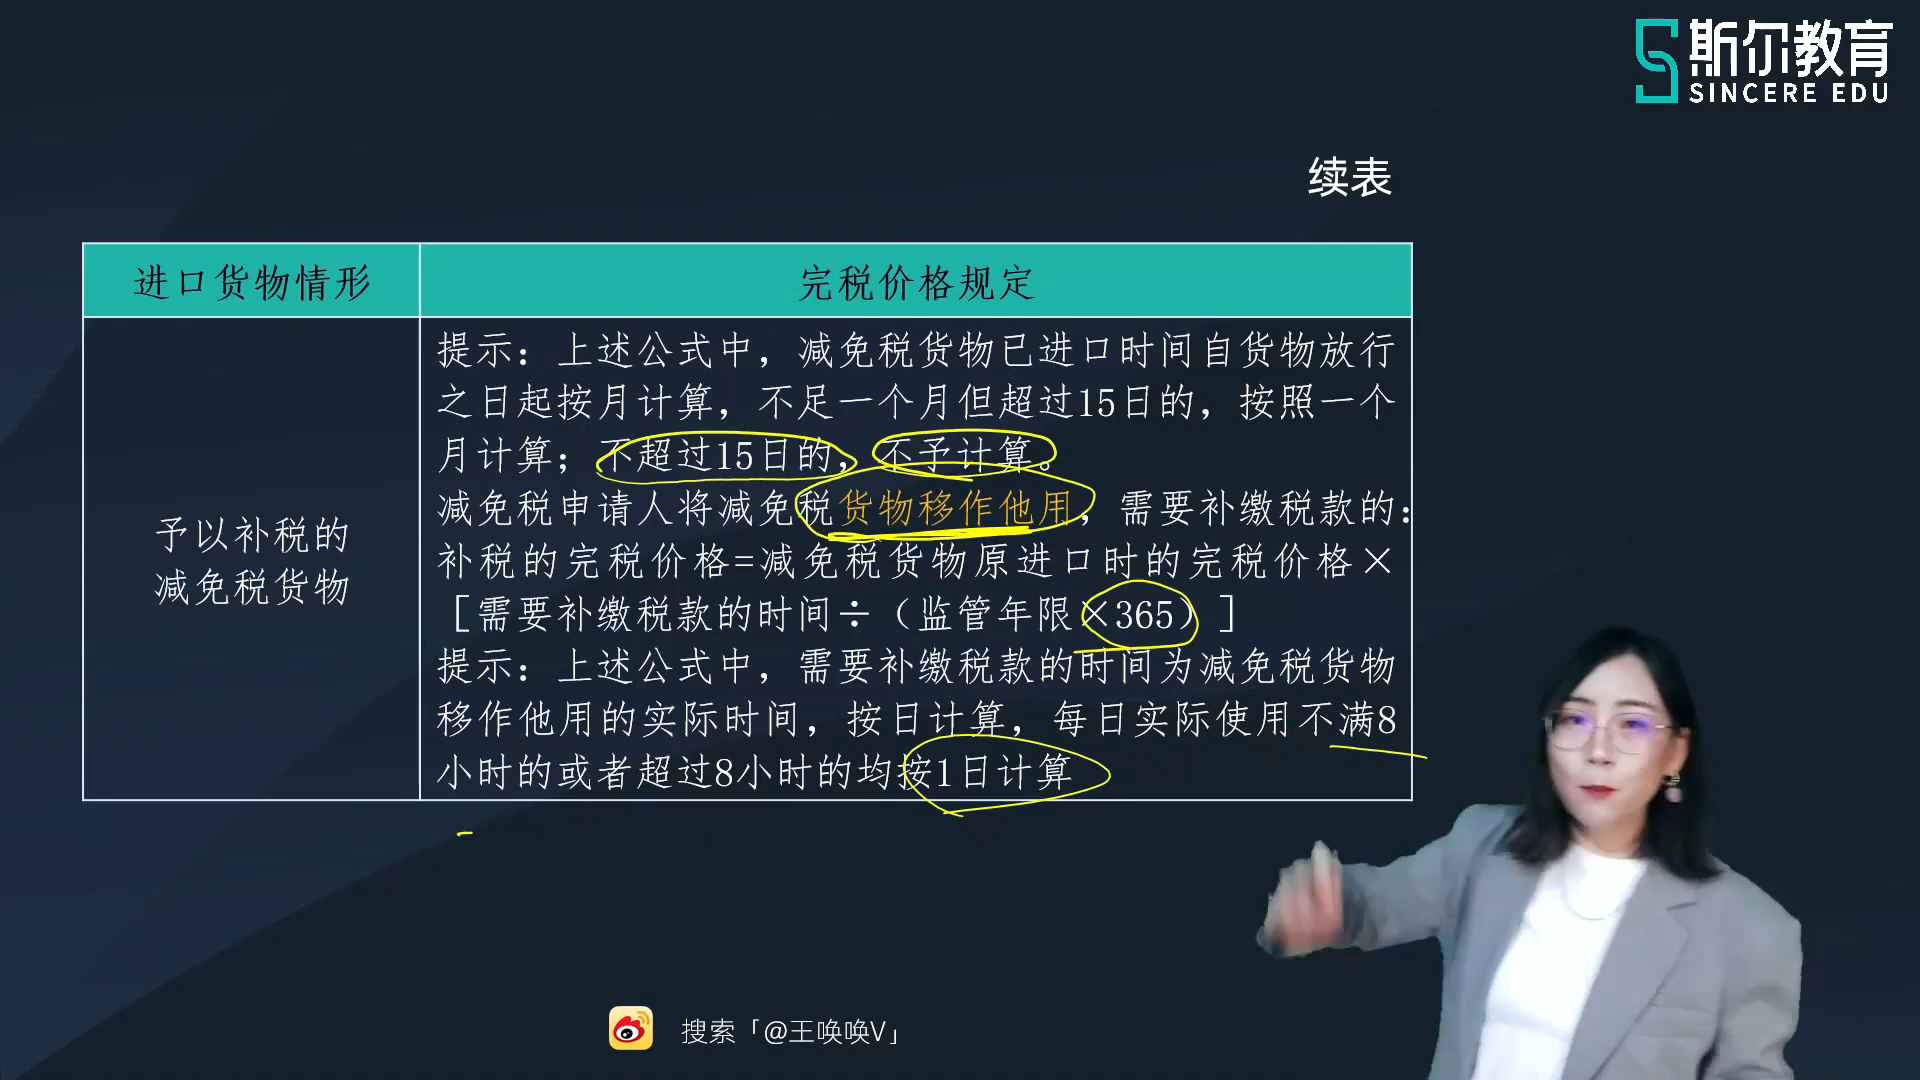 斯尔教育
SINCERE EDU
续表
进口货物情形
完税价格规定
予以补税的
减免税货物
提示：上述公式中，减免税货物已进口时间自货物放行
之日起按月计算，不足一个月但超过15日的，按照一个
月计算；不超过15日的，不予计算。
减免税申请人将减免税货物移作他用，需要补缴税款的：
补税的完税价格=减免税货物原进口时的完税价格×
［需要补缴税款的时间÷（监管年限×365）］
提示：上述公式中，需要补缴税款的时间为减免税货物
移作他用的实际时间，按日计算，每日实际使用不满8
小时的或者超过8小时的均按1日计算
搜索「@王唤唤V」